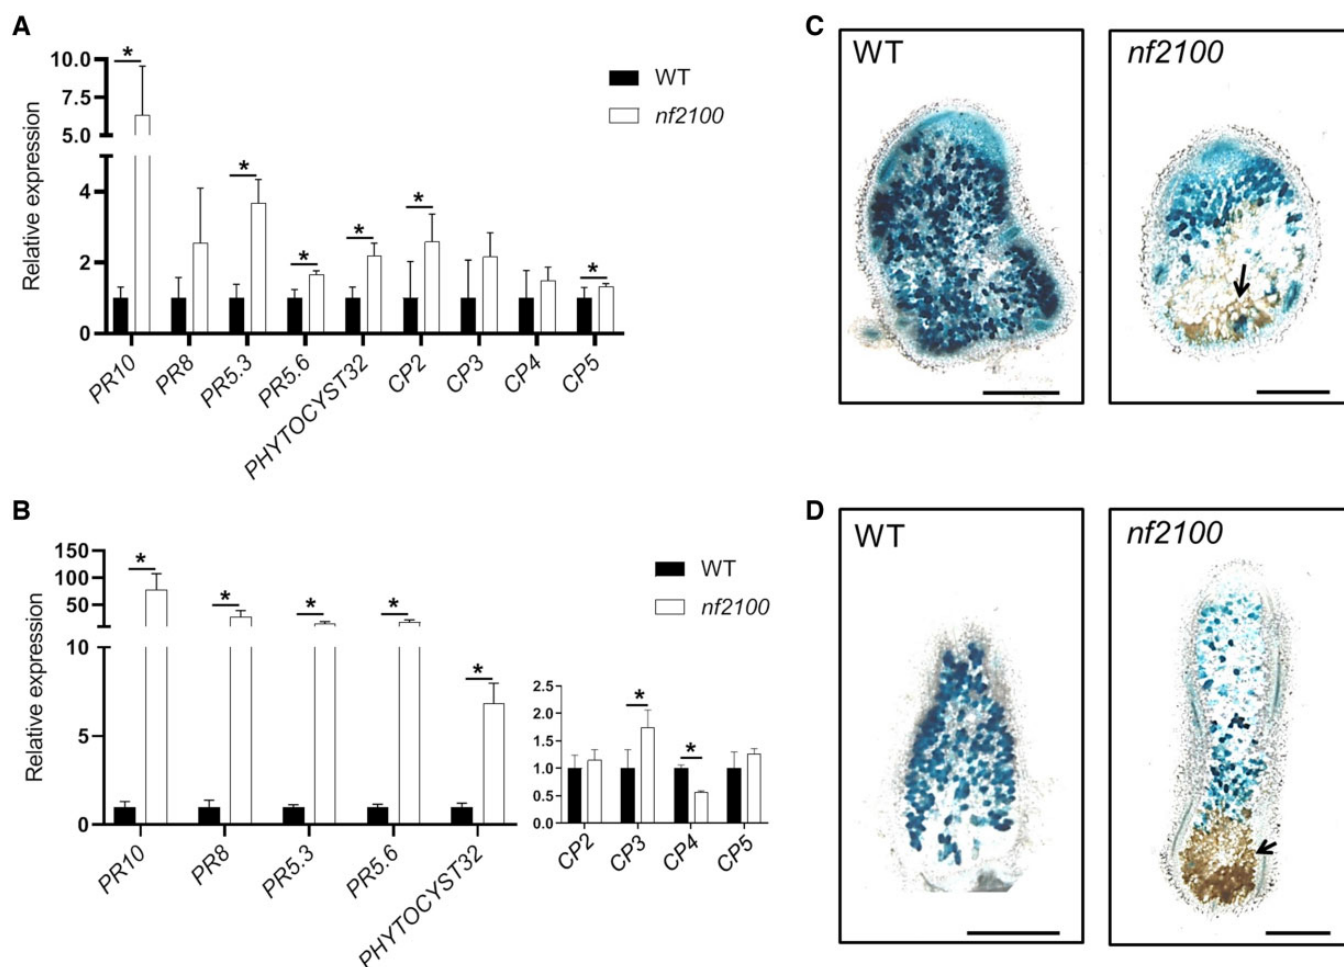 A
*
10.0
7.5
5.0
4
2
0
Relative expression
WT
nf2100
*
*
*
*
*
PR10
PR8
PR5.3
PR5.6
PHYTOCYST32
CP2
CP3
CP4
CP5
B
150
100
50
10
5
0
Relative expression
WT
nf2100
*
*
*
*
*
PR10
PR8
PR5.3
PR5.6
PHYTOCYST32
2.5
2.0
1.5
1.0
0.5
0.0
*
*
CP2
CP3
CP4
CP5
C
WT
nf2100
D
WT
nf2100